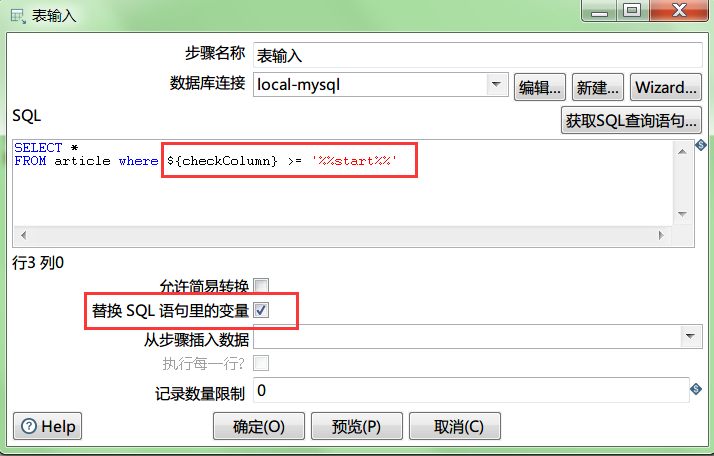 表输入
步骤名称 表输入
数据库连接 local-mysql 编辑... 新建... Wizard...
SQL 获取SQL查询语句...
SELECT *
FROM article where ${checkColumn} >= '%%start%%'
行3 列0
允许简易转换
替换 SQL 语句里的变量
从步骤插入数据
执行每一行?
记录数量限制 0
Help 确定(O) 预览(P) 取消(C)